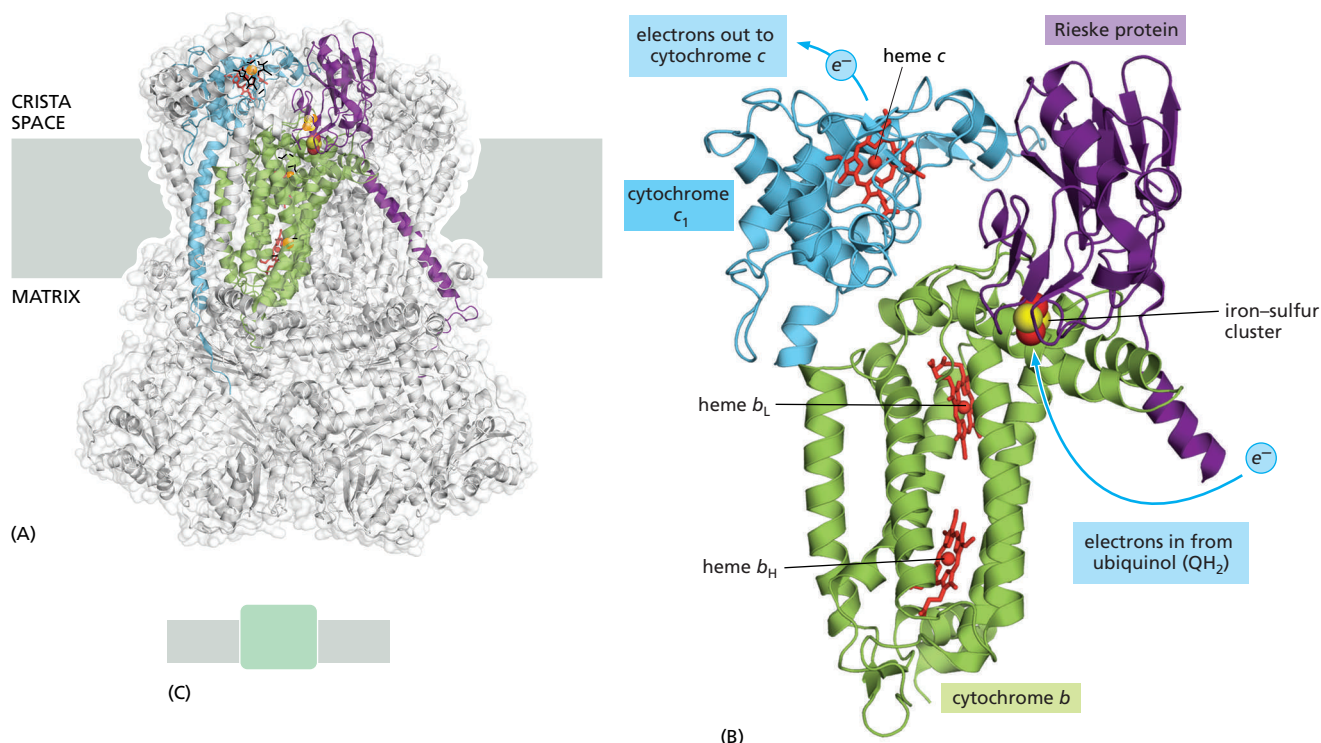 CRISTA
SPACE
MATRIX
(A)
(C)
electrons out to
cytochrome c
e−
heme c
Rieske protein
cytochrome
c1
iron–sulfur
cluster
heme bL
e−
heme bH
electrons in from
ubiquinol (QH2)
cytochrome b
(B)